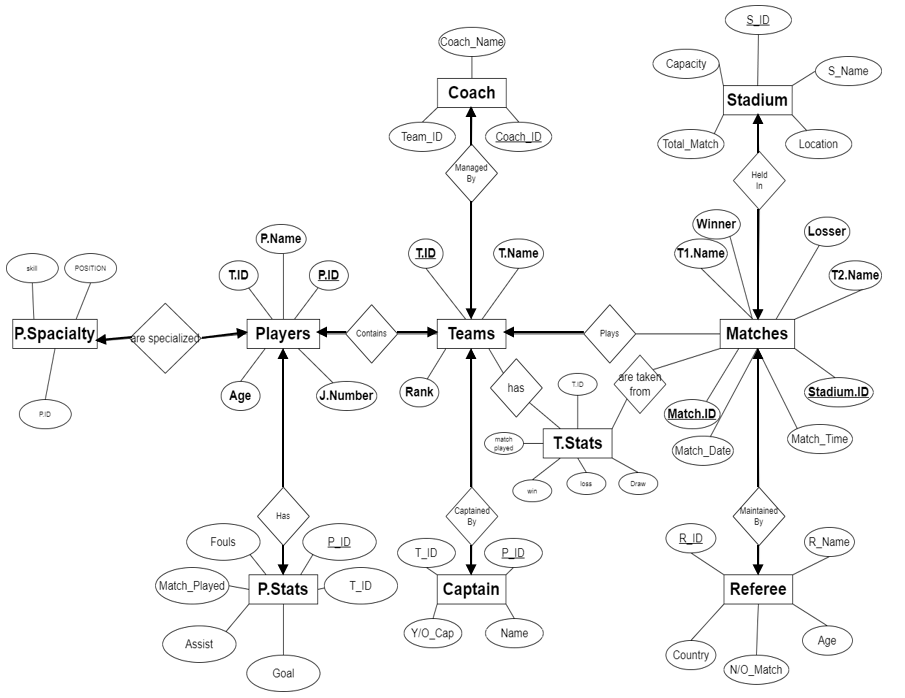 S_ID
Coach_Name
Capacity
S_Name
Coach
Stadium
Team_ID
Coach_ID
Total_Match
Location
Managed
By
Held
In
Winner
Losser
P.Name
T.ID
T.Name
T1.Name
T2.Name
skill
POSITION
T.ID
P.ID
P.Spacialty
are specialized
Players
Contains
Teams
Plays
Matches
Age
J.Number
Rank
has
T.ID
are taken
from
Stadium.ID
P.ID
Match.ID
match
played
T.Stats
Match_Date
Match_Time
win
loss
Draw
Has
Captained
By
Maintained
By
Fouls
P_ID
T_ID
P_ID
R_ID
R_Name
Match_Played
P.Stats
T_ID
Captain
Referee
Assist
Y/O_Cap
Name
Country
Age
Goal
N/O_Match